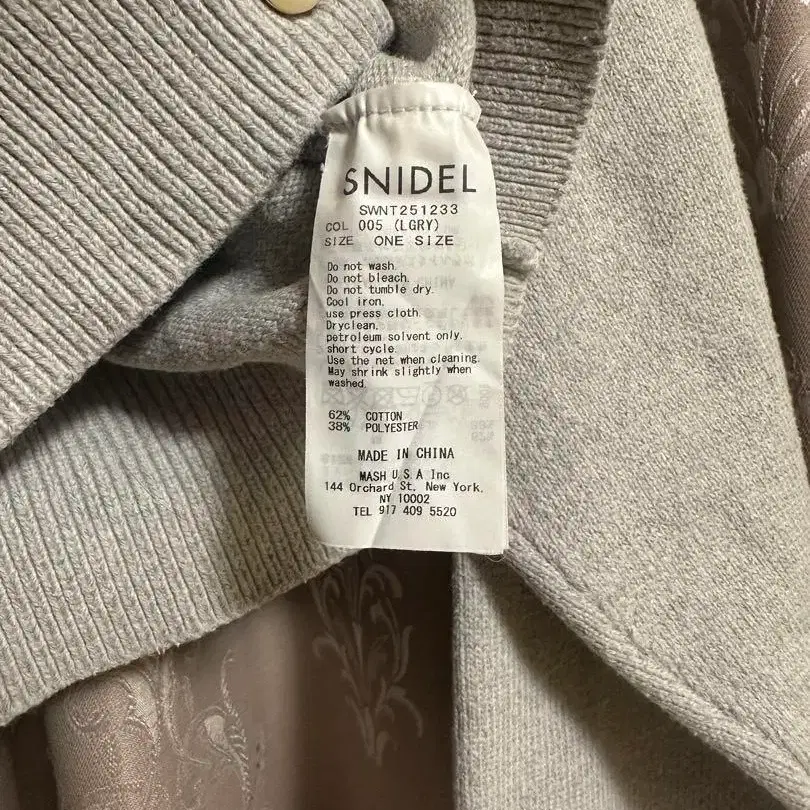 SNIDEL
SWNT251233
COL 005 (LGRY)
SIZE ONE SIZE
Do not wash.
Do not bleach.
Do not tumble dry.
Cool iron.
use press cloth.
Dryclean.
petroleum solvent only.
short cycle.
Use the net when cleaning.
May shrink slightly when
washed.
62% COTTON
38% POLYESTER
MADE IN CHINA
MASH U.S.A Inc
144 Orchard St, New York,
NY 10002
TEL 917 409 5520